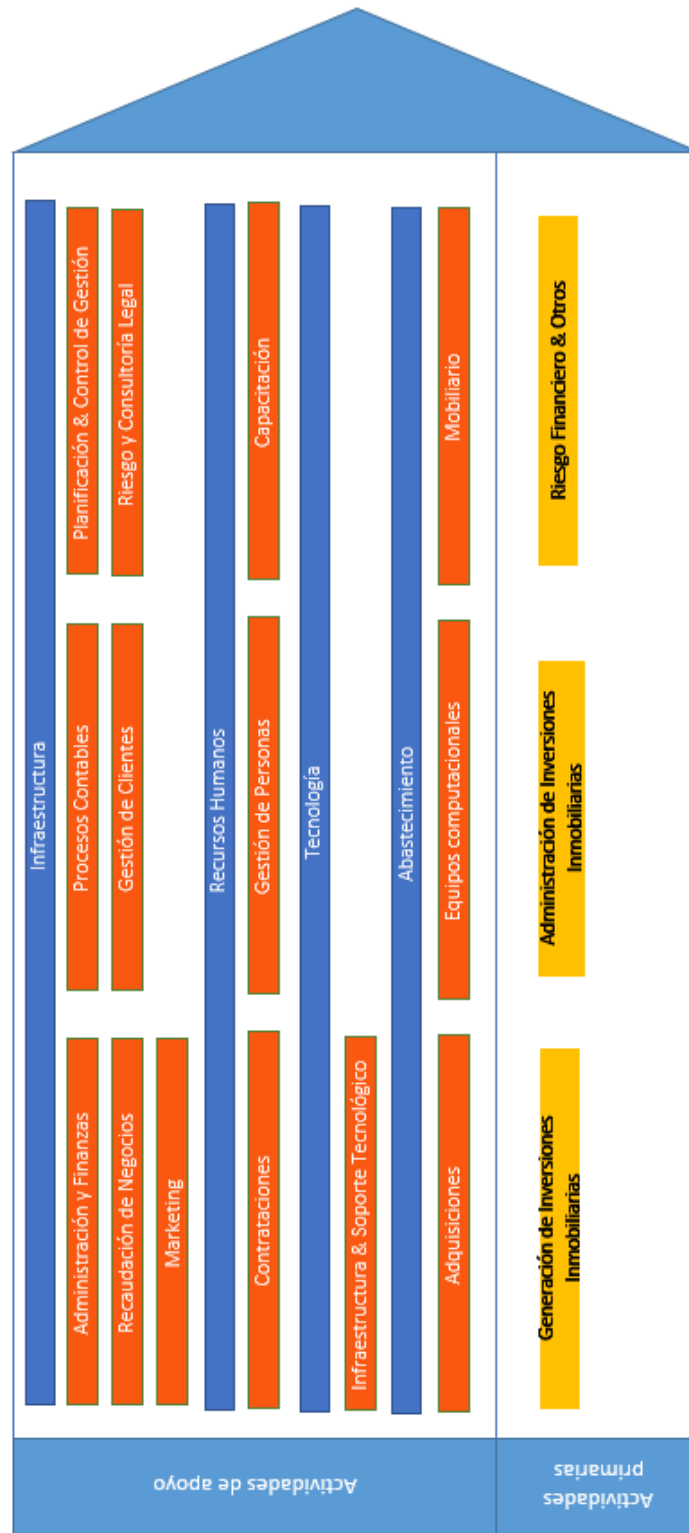 Actividades de apoyo
Infraestructura
Administración y Finanzas
Procesos Contables
Planificación & Control de Gestión
Recaudación de Negocios
Gestión de Clientes
Riesgo y Consultoría Legal
Marketing
Recursos Humanos
Contrataciones
Gestión de Personas
Capacitación
Tecnología
Infraestructura & Soporte Tecnológico
Abastecimiento
Adquisiciones
Equipos computacionales
Mobiliario
Actividades
primarias
Generación de Inversiones
Inmobiliarias
Administración de Inversiones
Inmobiliarias
Riesgo Financiero & Otros